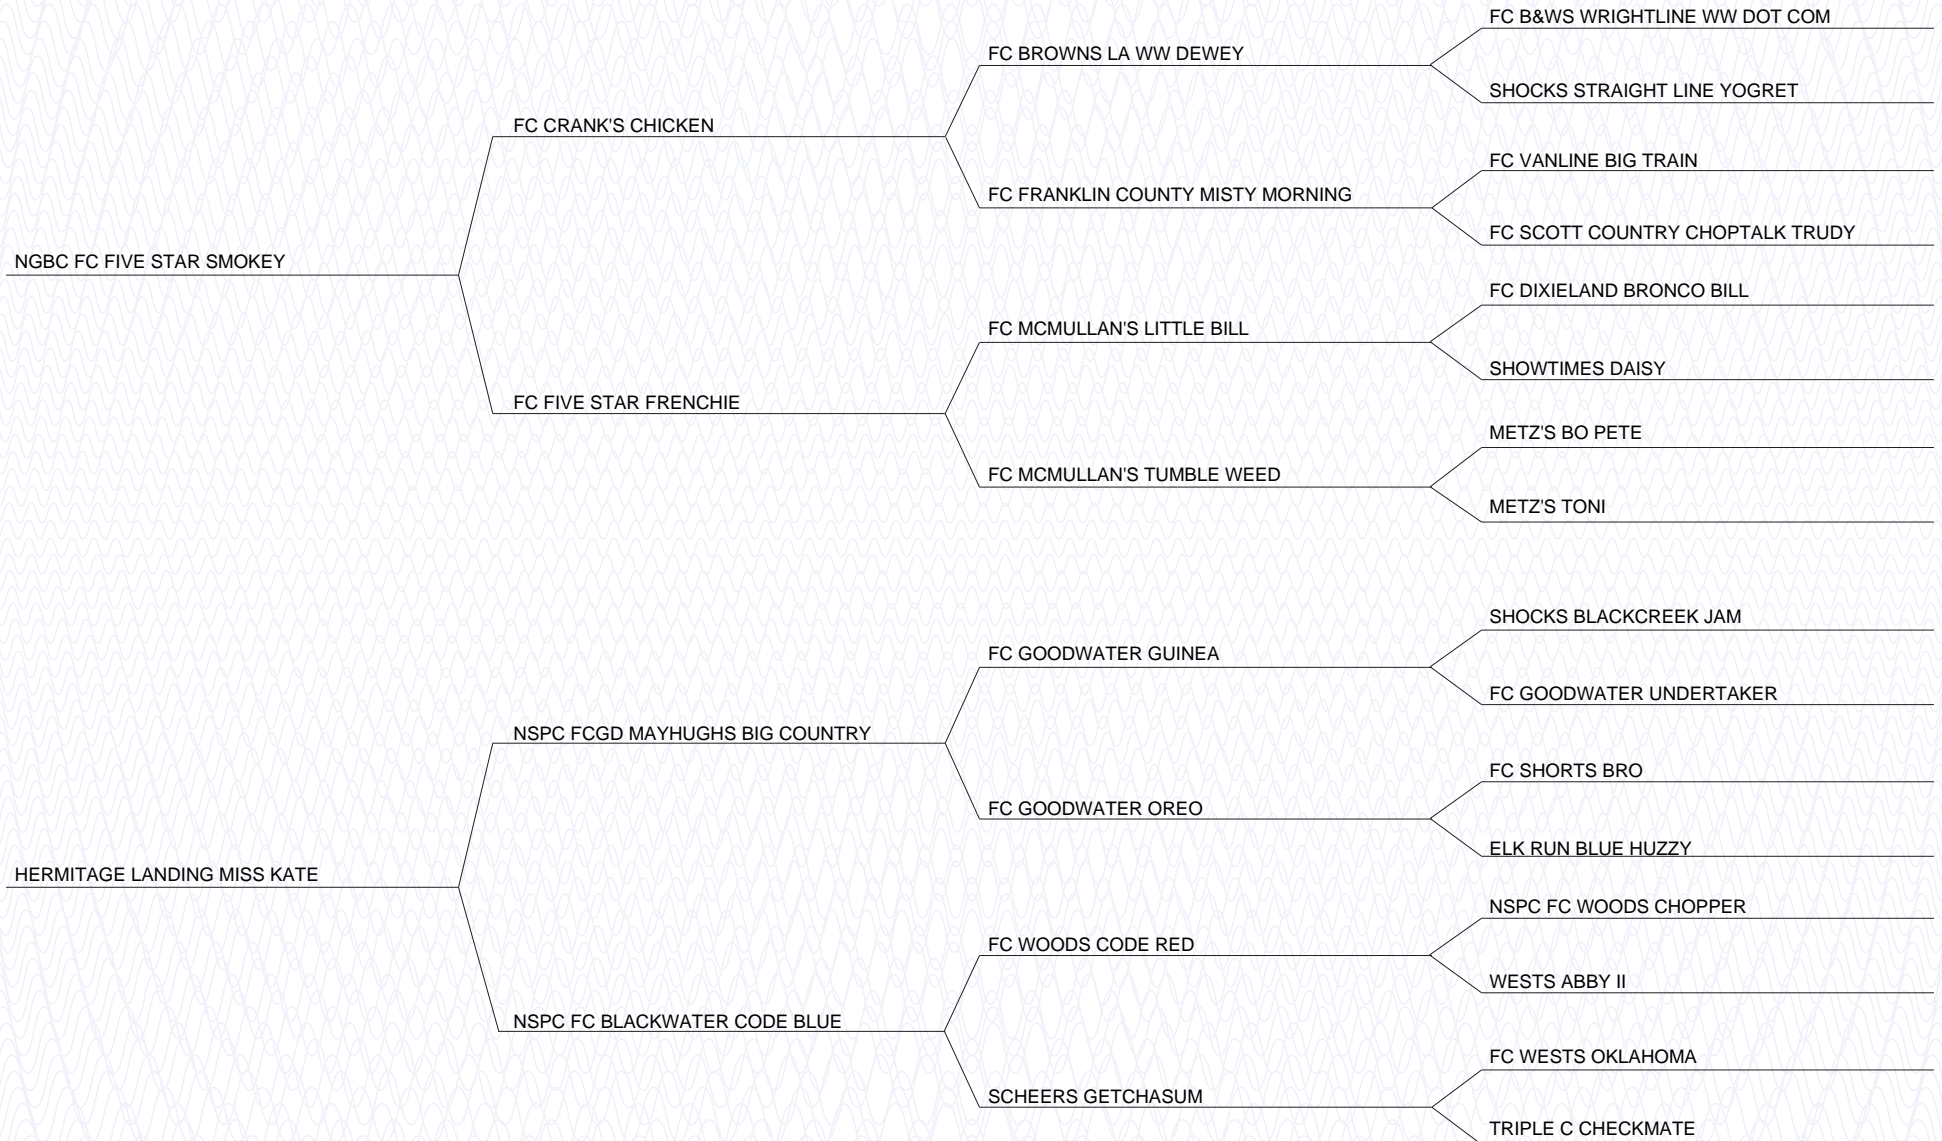 FC B&WS WRIGHTLINE WW DOT COM
FC BROWNS LA WW DEWEY
SHOCKS STRAIGHT LINE YOGRET
FC CRANK'S CHICKEN
FC VANLINE BIG TRAIN
FC FRANKLIN COUNTY MISTY MORNING
FC SCOTT COUNTRY CHOPTALK TRUDY
NGBC FC FIVE STAR SMOKEY
FC DIXIELAND BRONCO BILL
FC MCMULLAN'S LITTLE BILL
SHOWTIMES DAISY
FC FIVE STAR FRENCHIE
METZ'S BO PETE
FC MCMULLAN'S TUMBLE WEED
METZ'S TONI
SHOCKS BLACKCREEK JAM
FC GOODWATER GUINEA
FC GOODWATER UNDERTAKER
NSPC FCGD MAYHUGHS BIG COUNTRY
FC SHORTS BRO
FC GOODWATER OREO
ELK RUN BLUE HUZZY
HERMITAGE LANDING MISS KATE
NSPC FC WOODS CHOPPER
FC WOODS CODE RED
WESTS ABBY II
NSPC FC BLACKWATER CODE BLUE
FC WESTS OKLAHOMA
SCHEERS GETCHASUM
TRIPLE C CHECKMATE